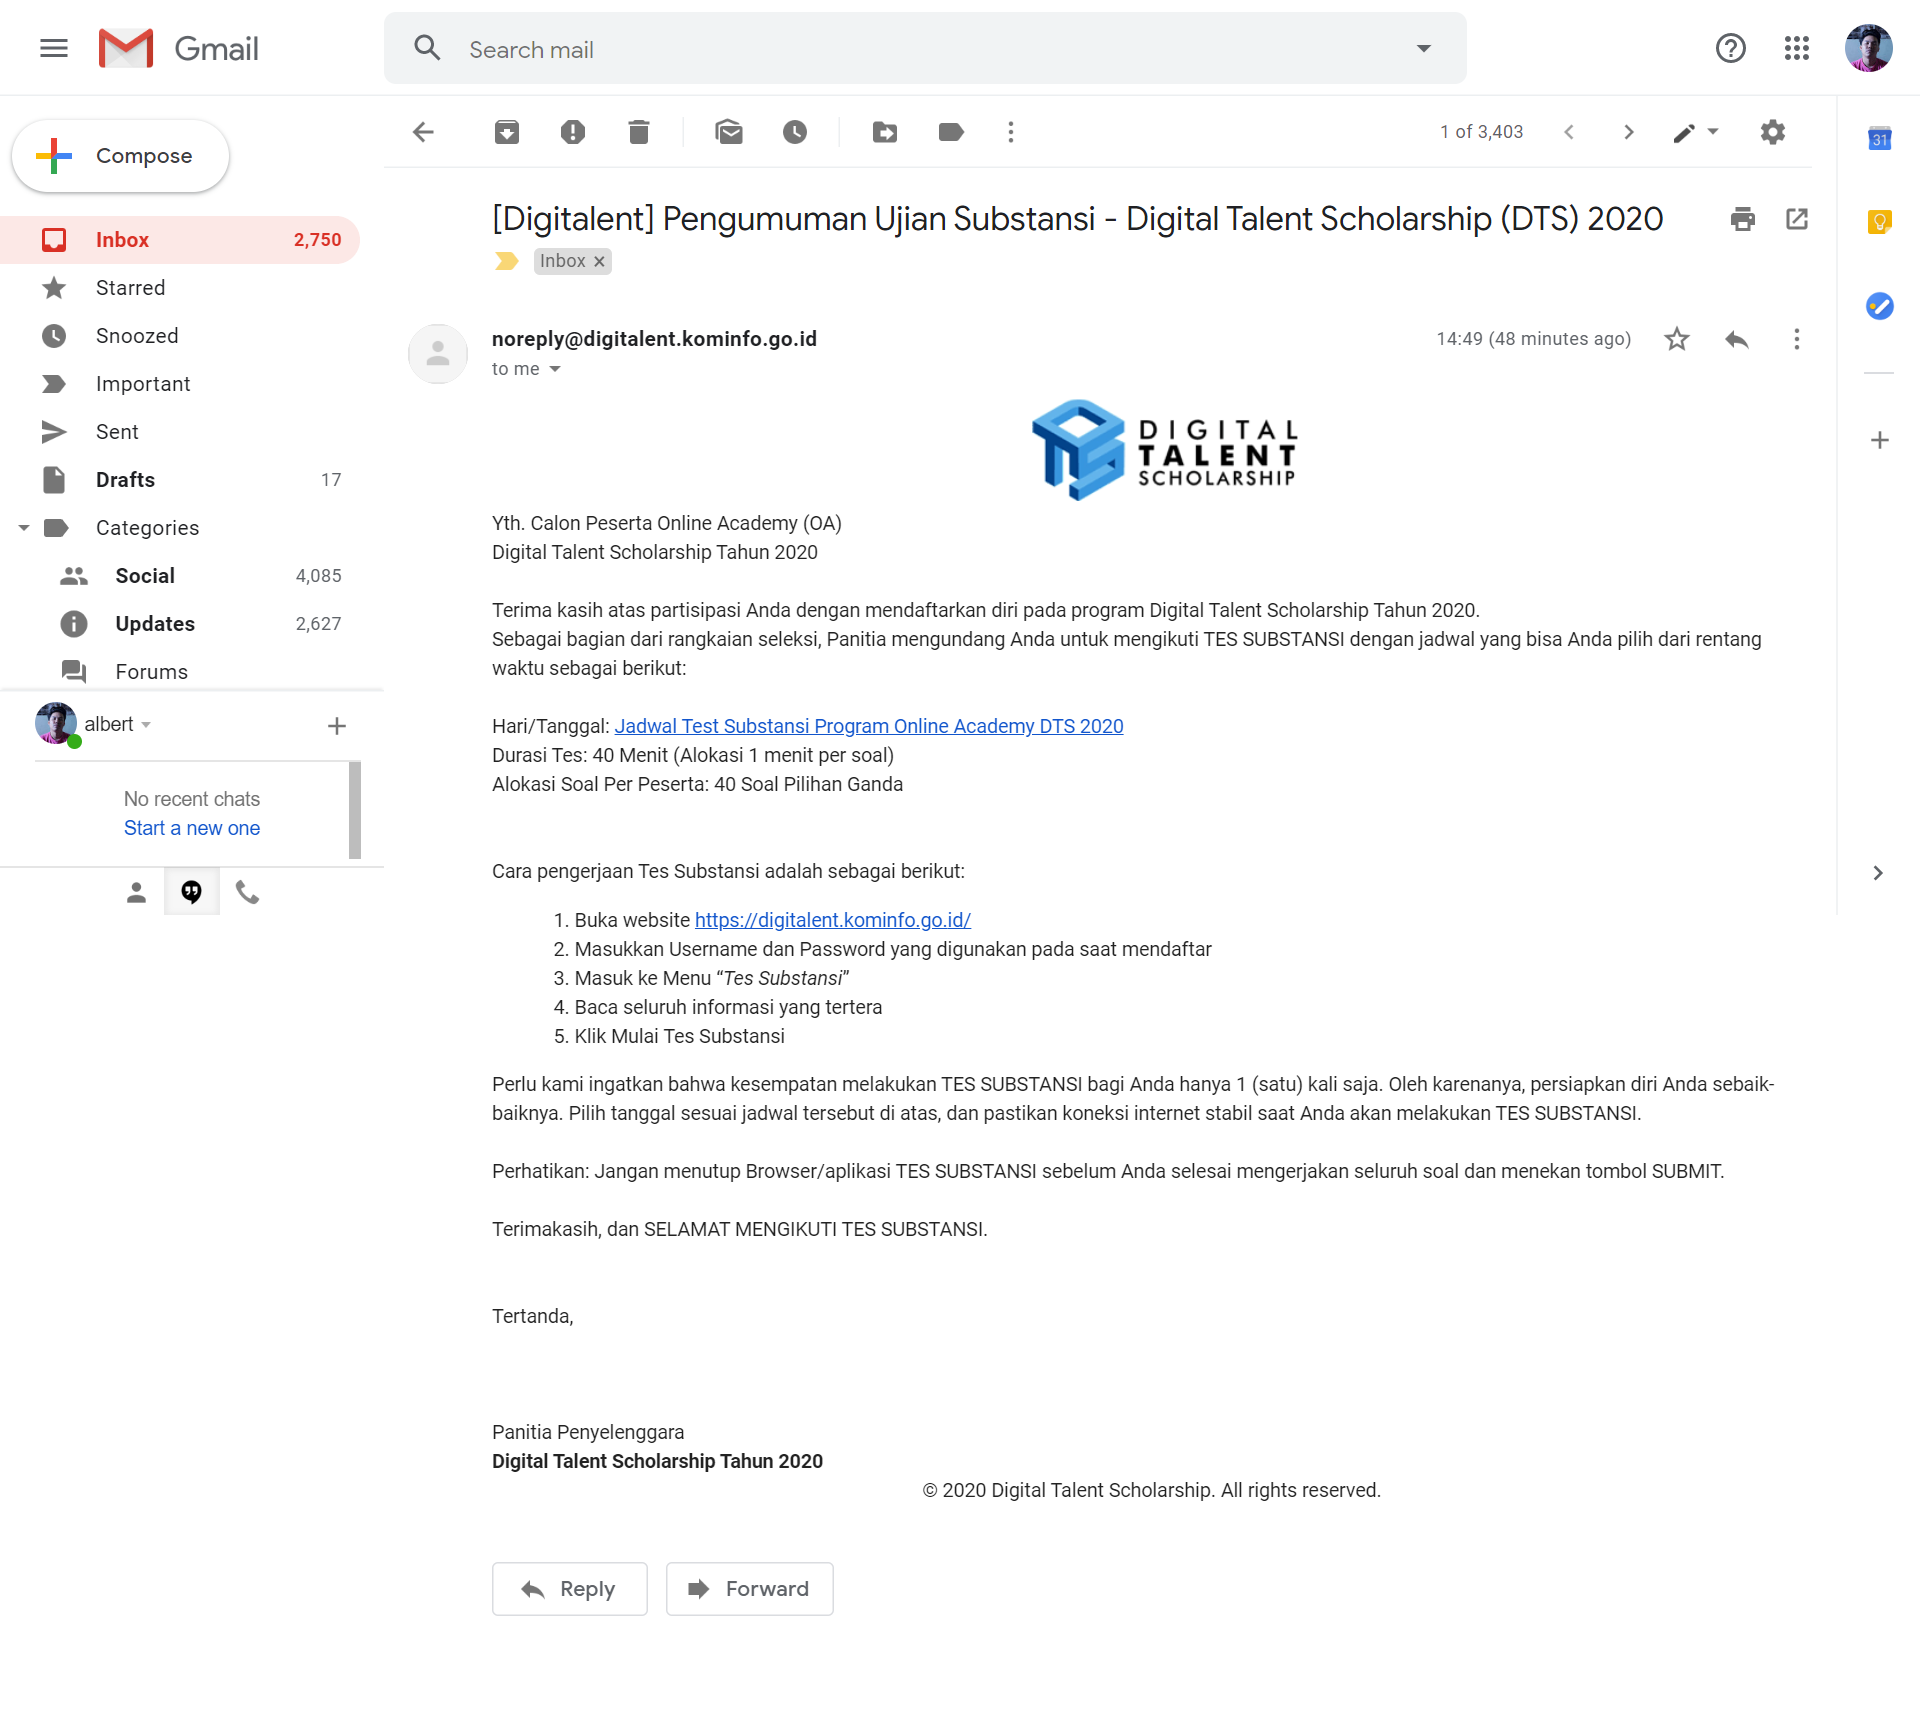 Gmail
Search mail
Compose
1 of 3,403
31
Inbox 2,750
Starred
Snoozed
Important
Sent
Drafts 17
Categories
Social 4,085
Updates 2,627
Forums
albert
No recent chats
Start a new one
[Digitalent] Pengumuman Ujian Substansi - Digital Talent Scholarship (DTS) 2020
Inbox
noreply@digitalent.kominfo.go.id
14:49 (48 minutes ago)
to me
DIGITAL
TALENT
SCHOLARSHIP
Yth. Calon Peserta Online Academy (OA)
Digital Talent Scholarship Tahun 2020
Terima kasih atas partisipasi Anda dengan mendaftarkan diri pada program Digital Talent Scholarship Tahun 2020.
Sebagai bagian dari rangkaian seleksi, Panitia mengundang Anda untuk mengikuti TES SUBSTANSI dengan jadwal yang bisa Anda pilih dari rentang
waktu sebagai berikut:
Hari/Tanggal: Jadwal Test Substansi Program Online Academy DTS 2020
Durasi Tes: 40 Menit (Alokasi 1 menit per soal)
Alokasi Soal Per Peserta: 40 Soal Pilihan Ganda
Cara pengerjaan Tes Substansi adalah sebagai berikut:
1. Buka website https://digitalent.kominfo.go.id/
2. Masukkan Username dan Password yang digunakan pada saat mendaftar
3. Masuk ke Menu “Tes Substansi”
4. Baca seluruh informasi yang tertera
5. Klik Mulai Tes Substansi
Perlu kami ingatkan bahwa kesempatan melakukan TES SUBSTANSI bagi Anda hanya 1 (satu) kali saja. Oleh karenanya, persiapkan diri Anda sebaik-
baiknya. Pilih tanggal sesuai jadwal tersebut di atas, dan pastikan koneksi internet stabil saat Anda akan melakukan TES SUBSTANSI.
Perhatikan: Jangan menutup Browser/aplikasi TES SUBSTANSI sebelum Anda selesai mengerjakan seluruh soal dan menekan tombol SUBMIT.
Terimakasih, dan SELAMAT MENGIKUTI TES SUBSTANSI.
Tertanda,
Panitia Penyelenggara
Digital Talent Scholarship Tahun 2020
© 2020 Digital Talent Scholarship. All rights reserved.
Reply
Forward